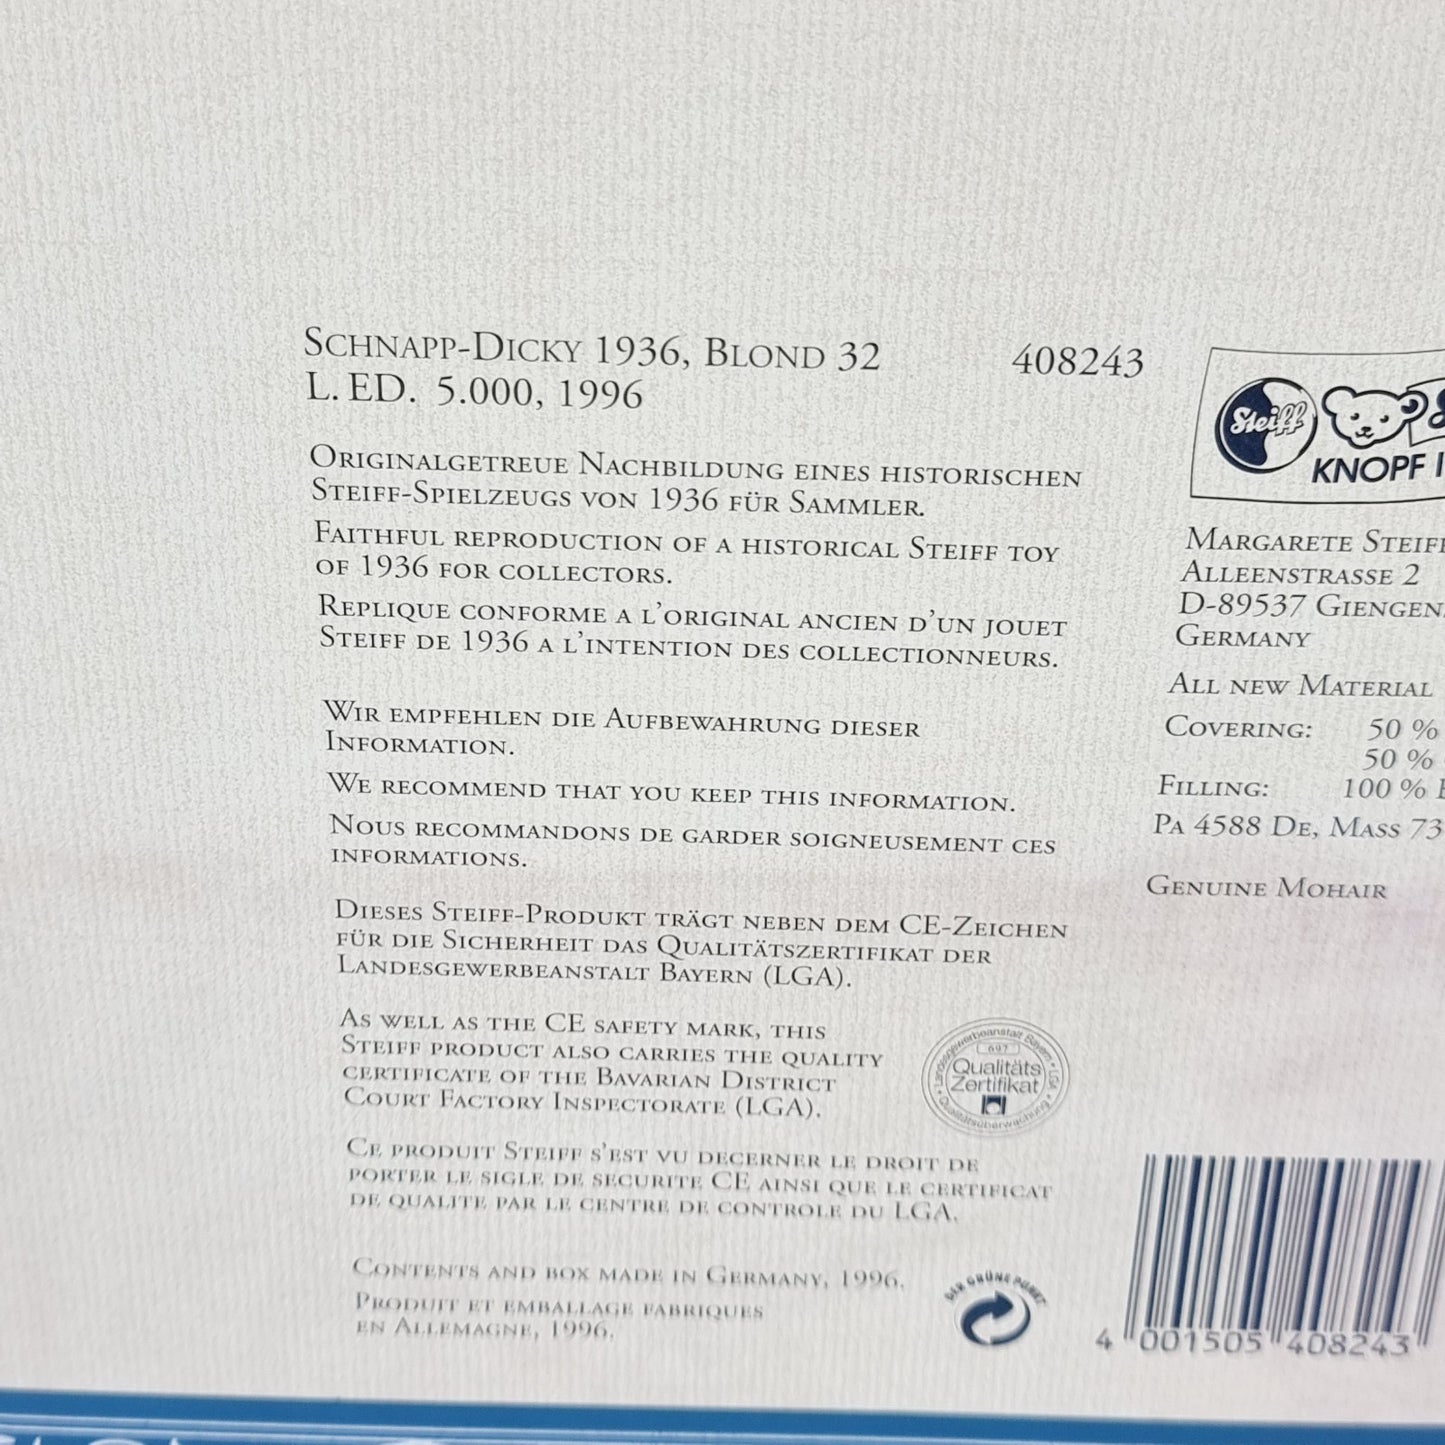 SCHNAPP-DICKY 1936, BLOND 32 408243
L. ED. 5.000, 1996
ORIGINALGETREUE NACHBILDUNG EINES HISTORISCHEN
STEIFF-SPIELZEUGS VON 1936 FÜR SAMMLER.
FAITHFUL REPRODUCTION OF A HISTORICAL STEIFF TOY
OF 1936 FOR COLLECTORS.
REPLIQUE CONFORME A L'ORIGINAL ANCIEN D'UN JOUET
STEIFF DE 1936 A L'INTENTION DES COLLECTIONNEURS.
WIR EMPFEHLEN DIE AUFBEWAHRUNG DIESER
INFORMATION.
WE RECOMMEND THAT YOU KEEP THIS INFORMATION.
NOUS RECOMMANDONS DE GARDER SOIGNEUSEMENT CES
INFORMATIONS.
DIESES STEIFF-PRODUKT TRÄGT NEBEN DEM CE-ZEICHEN
FÜR DIE SICHERHEIT DAS QUALITÄTSZERTIFIKAT DER
LANDESGEWERBEANSTALT BAYERN (LGA).
AS WELL AS THE CE SAFETY MARK, THIS
STEIFF PRODUCT ALSO CARRIES THE QUALITY
CERTIFICATE OF THE BAVARIAN DISTRICT
COURT FACTORY INSPECTORATE (LGA).
CE PRODUIT STEIFF S'EST VU DECERNER LE DROIT DE
PORTER LE SIGLE DE SECURITE CE AINSI QUE LE CERTIFICAT
DE QUALITE PAR LE CENTRE DE CONTROLE DU LGA.
CONTENTS AND BOX MADE IN GERMANY, 1996.
PRODUIT ET EMBALLAGE FABRIQUES
EN ALLEMAGNE, 1996.
Landesgewerbeanstalt Bayern • LGA •
697
Qualitäts
Zertifikat
Qualitätsüberwachung
DER GRÜNE PUNKT
Steiff
KNOPF
MARGARETE STEIFF
ALLEENSTRASSE 2
D-89537 GIENGEN
GERMANY
ALL NEW MATERIAL
COVERING: 50 %
50 %
FILLING: 100 %
PA 4588 DE, MASS 73
GENUINE MOHAIR
4 001505 408243